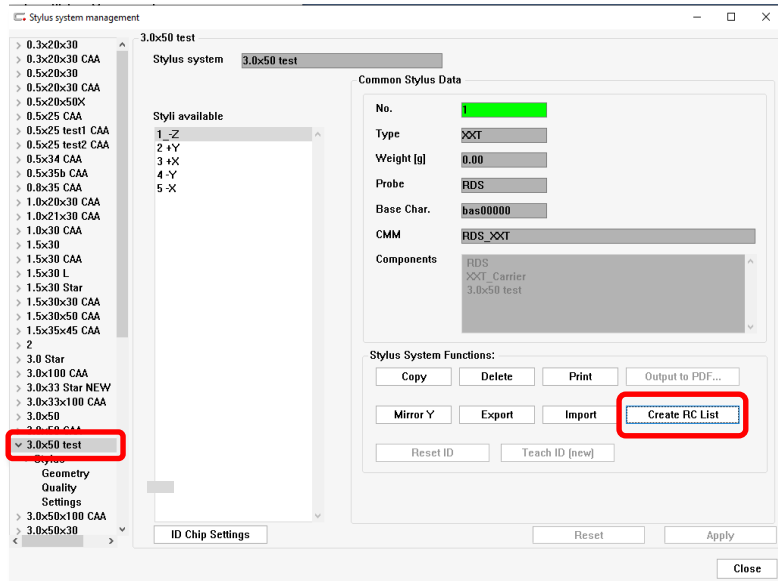 Stylus system management
0.3x20x30
0.3x20x30 CAA
0.5x20x30
0.5x20x30 CAA
0.5x20x50X
0.5x25 CAA
0.5x25 test1 CAA
0.5x25 test2 CAA
0.5x34 CAA
0.5x35b CAA
0.8x35 CAA
1.0x20x30 CAA
1.0x21x30 CAA
1.0x30 CAA
1.5x30
1.5x30 CAA
1.5x30 L
1.5x30 Star
1.5x30x30 CAA
1.5x30x50 CAA
1.5x35x45 CAA
2
3.0 Star
3.0x100 CAA
3.0x33 Star NEW
3.0x33x100 CAA
3.0x50
3.0x50 CAA
3.0x50 test
Stylus
Geometry
Quality
Settings
3.0x50x100 CAA
3.0x50x30
3.0x50 test
Stylus system 3.0x50 test
Styli available
1_-Z
2 +Y
3 +X
4 -Y
5 -X
ID Chip Settings
Common Stylus Data
No. 1
Type XXT
Weight [g] 0.00
Probe RDS
Base Char. bas00000
CMM RDS_XXT
Components RDS
XXT_Carrier
3.0x50 test
Stylus System Functions:
Copy Delete Print Output to PDF...
Mirror Y Export Import Create RC List
Reset ID Teach ID (new)
Reset Apply
Close